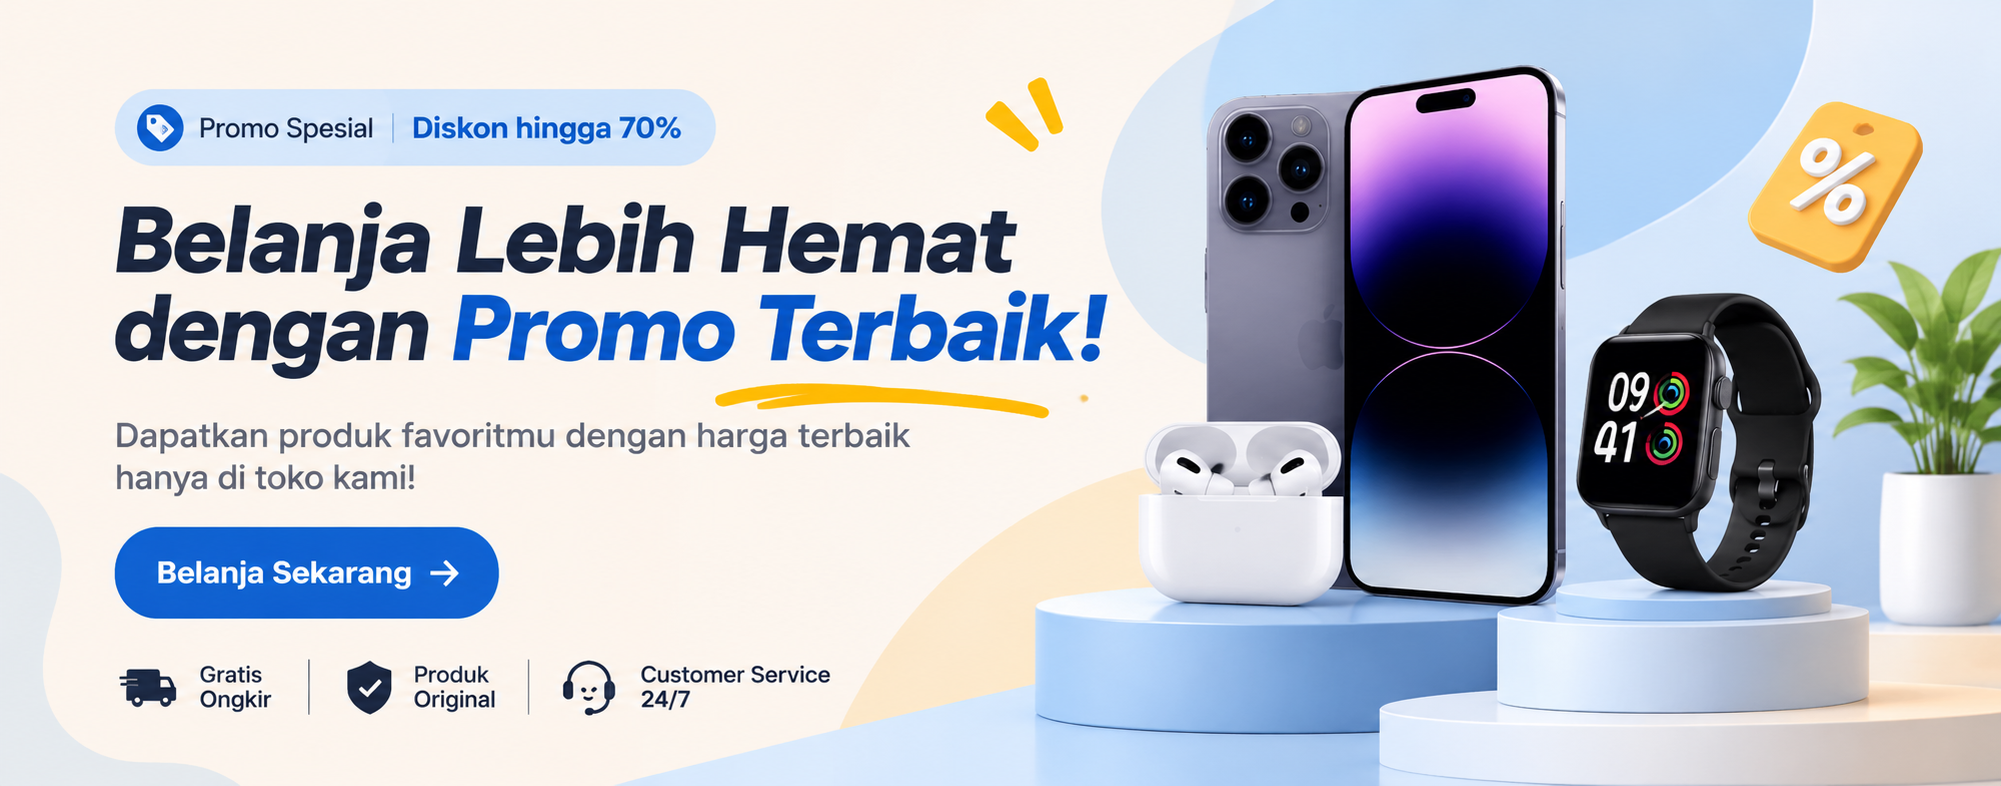 Promo Spesial | Diskon hingga 70%
Belanja Lebih Hemat
dengan Promo Terbaik!
Dapatkan produk favoritmu dengan harga terbaik
hanya di toko kami!
Belanja Sekarang →
Gratis
Ongkir
Produk
Original
Customer Service
24/7
%
09
41